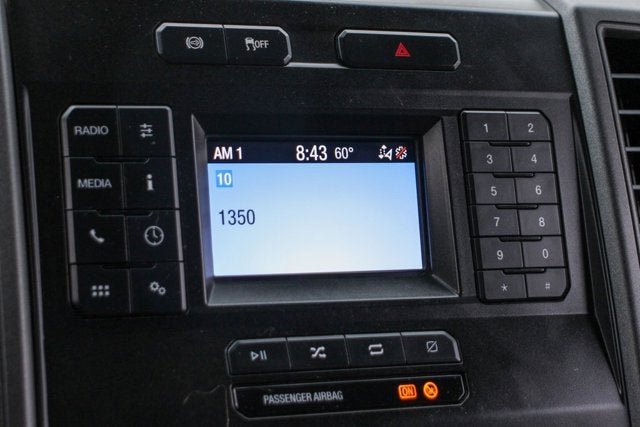 OFF
RADIO
MEDIA
i
AM 1 8:43 60°
10
1350
1 2
3 4
5 6
7 8
9 0
* #
PASSENGER AIRBAG ON